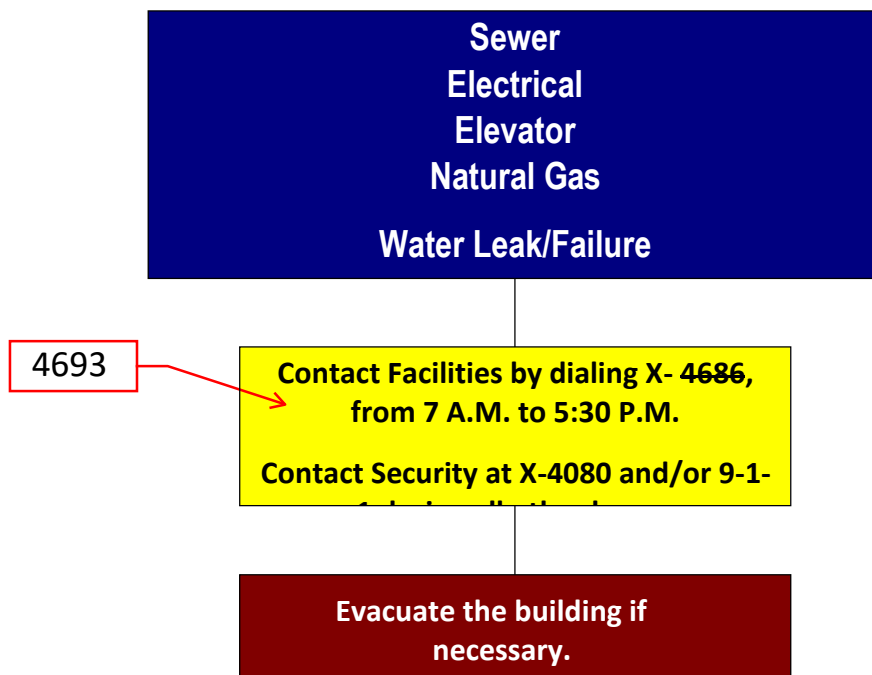 Sewer
Electrical
Elevator
Natural Gas
Water Leak/Failure
4693
Contact Facilities by dialing X- 4686,
from 7 A.M. to 5:30 P.M.
Contact Security at X-4080 and/or 9-1-
Evacuate the building if
necessary.